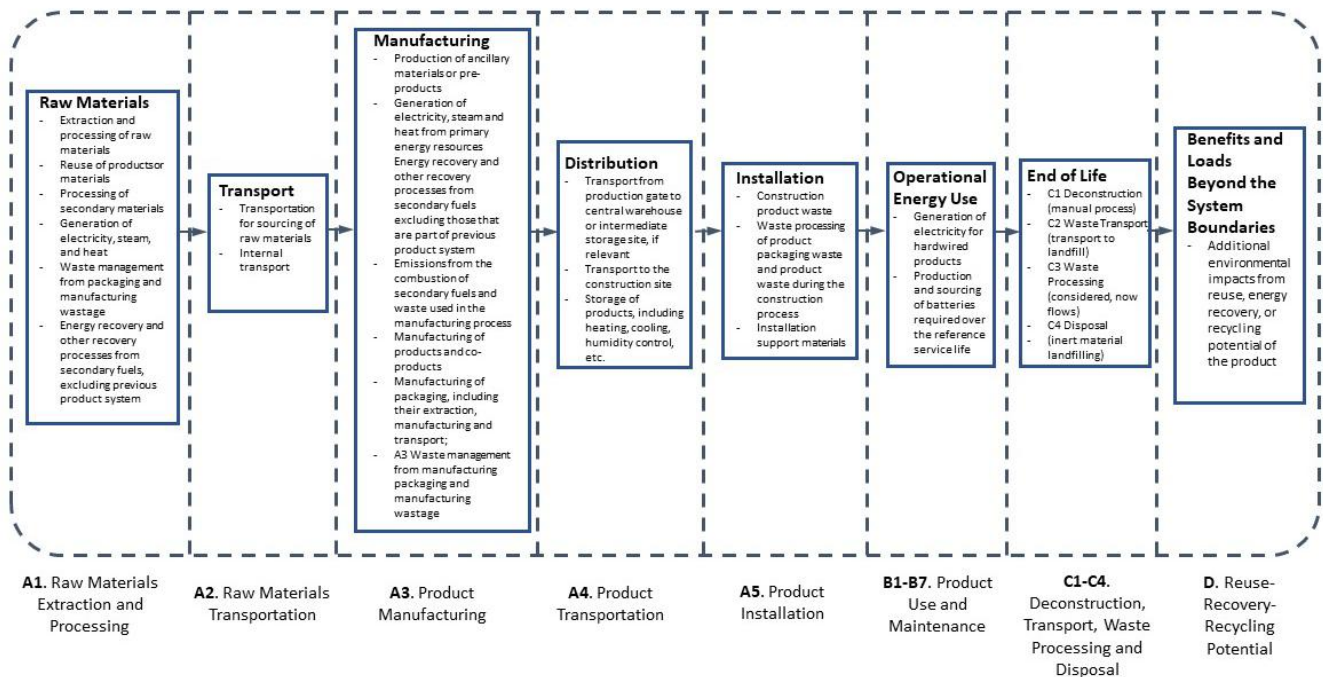 Raw Materials
- Extraction and
processing of raw
materials
- Reuse of productsor
materials
- Processing of
secondary materials
- Generation of
electricity, steam,
and heat
- Waste management
from packaging and
manufacturing
wastage
- Energy recovery and
other recovery
processes from
secondary fuels,
excluding previous
product system
Transport
- Transportation
for sourcing of
raw materials
- Internal
transport
Manufacturing
- Production of ancillary
materials or pre-
products
- Generation of
electricity, steam and
heat from primary
energy resources
Energy recovery and
other recovery
processes from
secondary fuels
excluding those that
are part of previous
product system
- Emissions from the
combustion of
secondary fuels and
waste used in the
manufacturing process
- Manufacturing of
products and co-
products
- Manufacturing of
packaging, including
their extraction,
manufacturing and
transport;
- A3 Waste management
from manufacturing
packaging and
manufacturing
wastage
Distribution
- Transport from
production gate to
central warehouse
or intermediate
storage site, if
relevant
- Transport to the
construction site
- Storage of
products, including
heating, cooling,
humidity control,
etc.
Installation
- Construction
product waste
- Waste processing
of product
packaging waste
and product
waste during the
construction
process
- Installation
support materials
Operational
Energy Use
- Generation of
electricity for
hardwired
products
- Production
and sourcing
of batteries
required over
the reference
service life
End of Life
- C1 Deconstruction
(manual process)
- C2 Waste Transport
(transport to
landfill)
- C3 Waste
Processing
(considered, now
flows)
- C4 Disposal
- (inert material
landfilling)
Benefits and
Loads
Beyond the
System
Boundaries
- Additional
environmental
impacts from
reuse, energy
recovery, or
recycling
potential of
the product
A1. Raw Materials
Extraction and
Processing
A2. Raw Materials
Transportation
A3. Product
Manufacturing
A4. Product
Transportation
A5. Product
Installation
B1-B7. Product
Use and
Maintenance
C1-C4.
Deconstruction,
Transport, Waste
Processing and
Disposal
D. Reuse-
Recovery-
Recycling
Potential